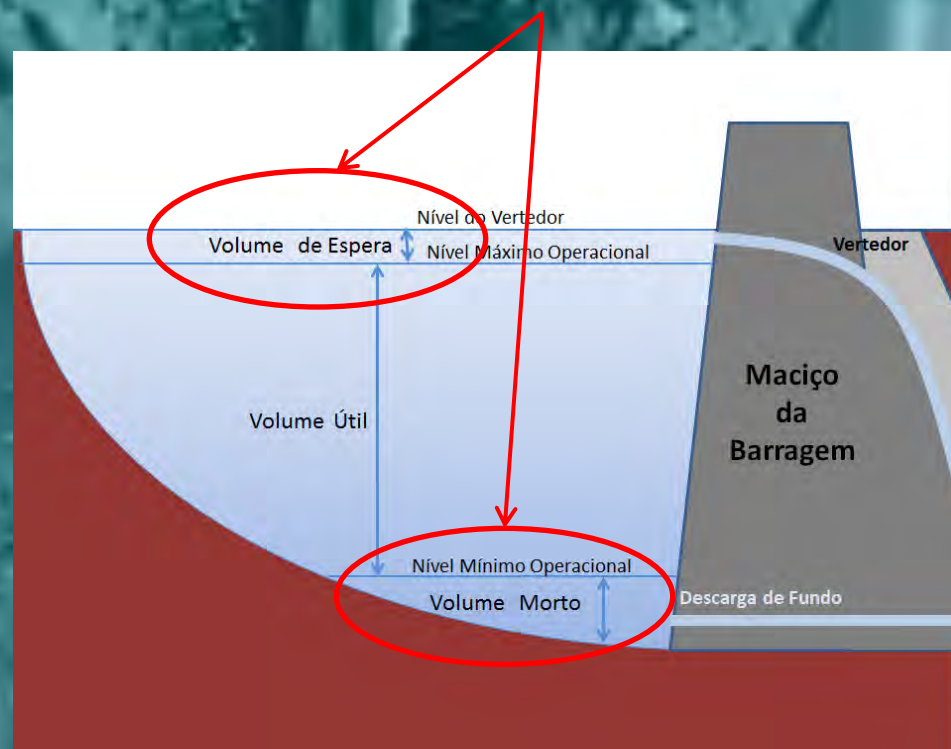 Nível do Vertedor
Volume de Espera
Nível Máximo Operacional
Vertedor
Maciço
da
Barragem
Volume Útil
Nível Mínimo Operacional
Volume Morto
Descarga de Fundo